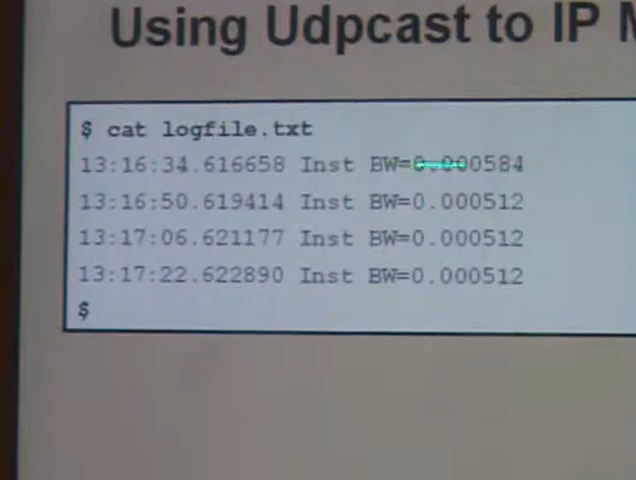 Using Udpcast to IP M
$ cat logfile.txt
13:16:34.616658 Inst BW=0.000584
13:16:50.619414 Inst BW=0.000512
13:17:06.621177 Inst BW=0.000512
13:17:22.622890 Inst BW=0.000512
$